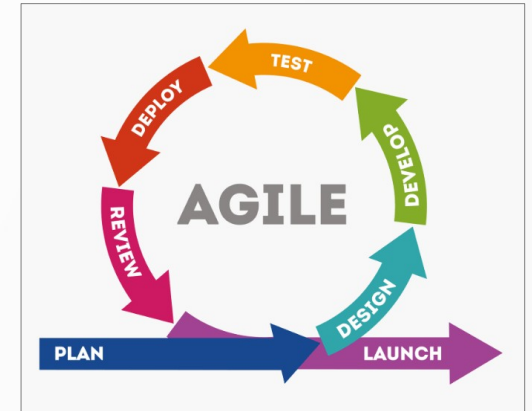 TEST
DEPLOY
DEVELOP
AGILE
REVIEW
DESIGN
PLAN
LAUNCH